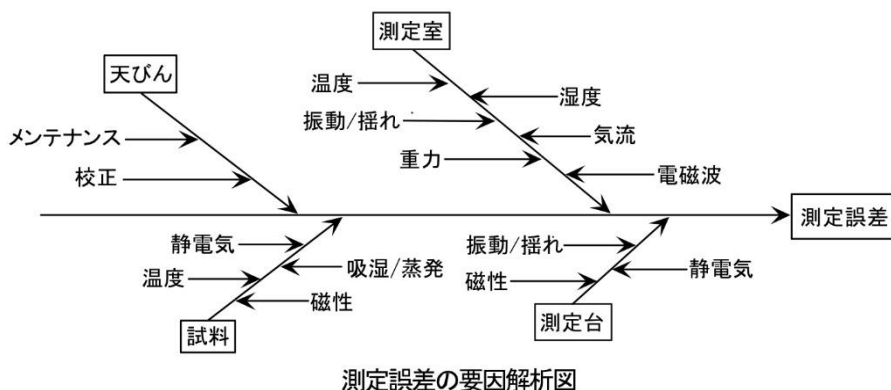 測定室
天びん
温度
湿度
振動/揺れ
気流
メンテナンス
重力
校正
電磁波
測定誤差
静電気
吸湿/蒸発
温度
磁性
試料
振動/揺れ
静電気
磁性
測定台
測定誤差の要因解析図